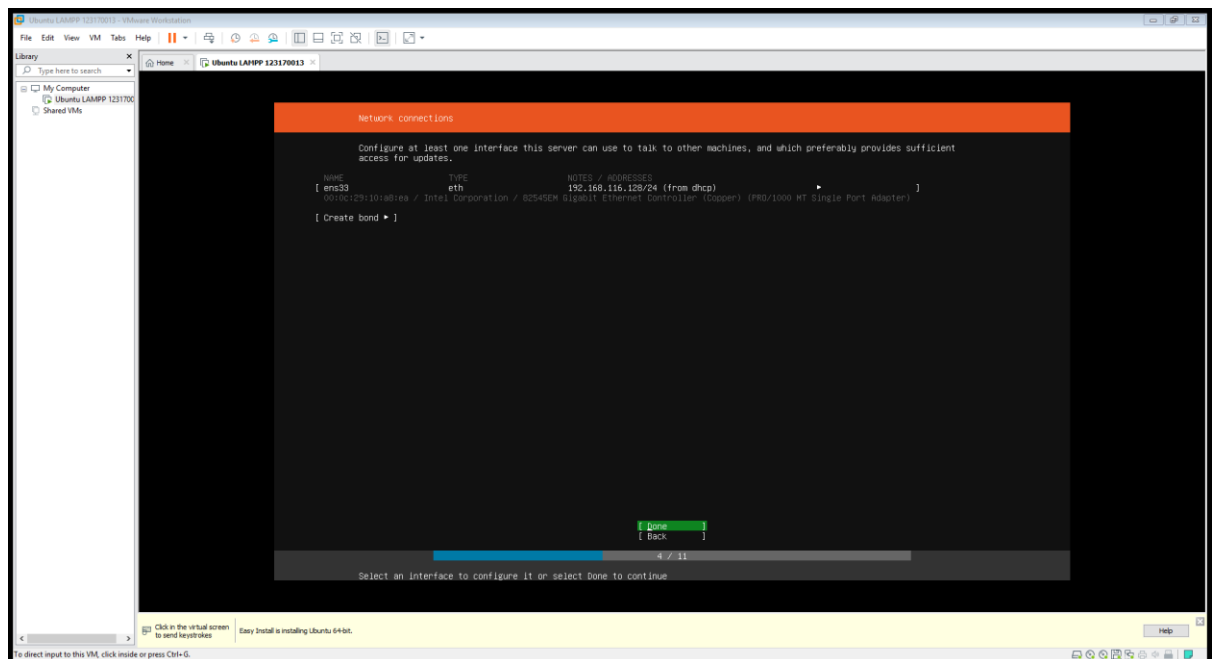 Ubuntu LAMPP 123170013 - VMware Workstation
File Edit View VM Tabs Help
Library
Type here to search
My Computer
Ubuntu LAMPP 123170
Shared VMs
Home
Ubuntu LAMPP 123170013
Network connections
Configure at least one interface this server can use to talk to other machines, and which preferably provides sufficient
access for updates.
NAME TYPE NOTES / ADDRESSES
[ ens33 eth 192.168.116.128/24 (from dhcp) ▸ ]
00:0c:29:10:a8:ea / Intel Corporation / 82545EM Gigabit Ethernet Controller (Copper) (PRO/1000 MT Single Port Adapter)
[ Create bond ▸ ]
[ Done ]
[ Back ]
4 / 11
Select an interface to configure it or select Done to continue
Click in the virtual screen
to send keystrokes
Easy Install is installing Ubuntu 64-bit.
Help
To direct input to this VM, click inside or press Ctrl+G.